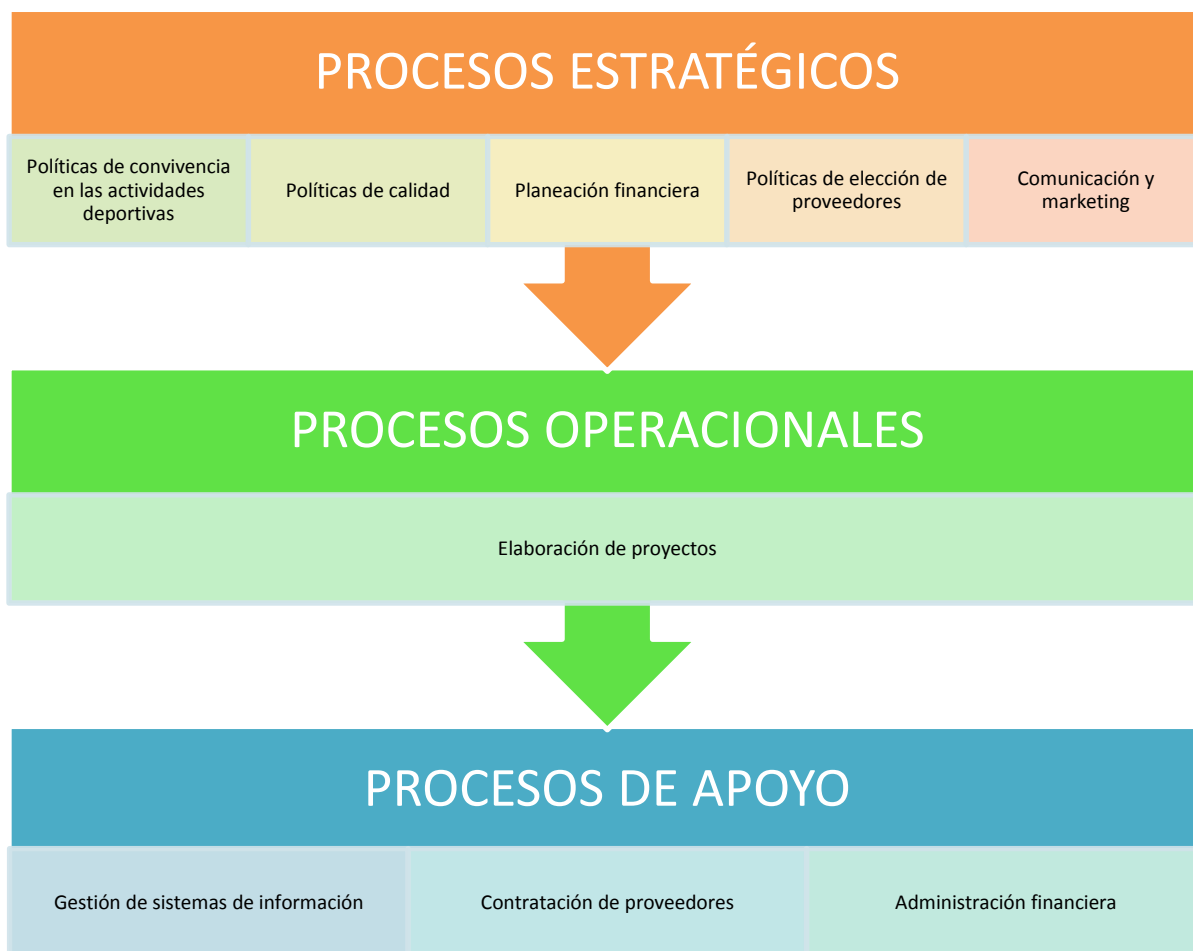 PROCESOS ESTRATÉGICOS
Políticas de convivencia
en las actividades
deportivas
Políticas de calidad
Planeación financiera
Políticas de elección de
proveedores
Comunicación y
marketing
PROCESOS OPERACIONALES
Elaboración de proyectos
PROCESOS DE APOYO
Gestión de sistemas de información
Contratación de proveedores
Administración financiera